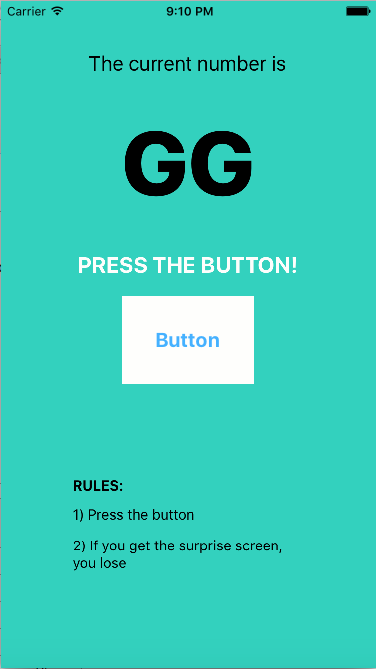 Carrier 9:10 PM
The current number is
GG
PRESS THE BUTTON!
Button
RULES:
1) Press the button
2) If you get the surprise screen,
you lose